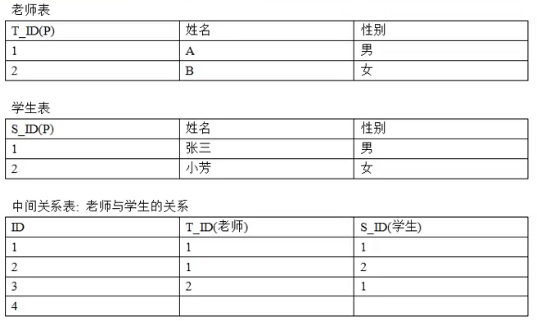 老师表
T_ID(P) 姓名 性别
1 A 男
2 B 女
学生表
S_ID(P) 姓名 性别
1 张三 男
2 小芳 女
中间关系表: 老师与学生的关系
ID T_ID(老师) S_ID(学生)
1 1 1
2 1 2
3 2 1
4